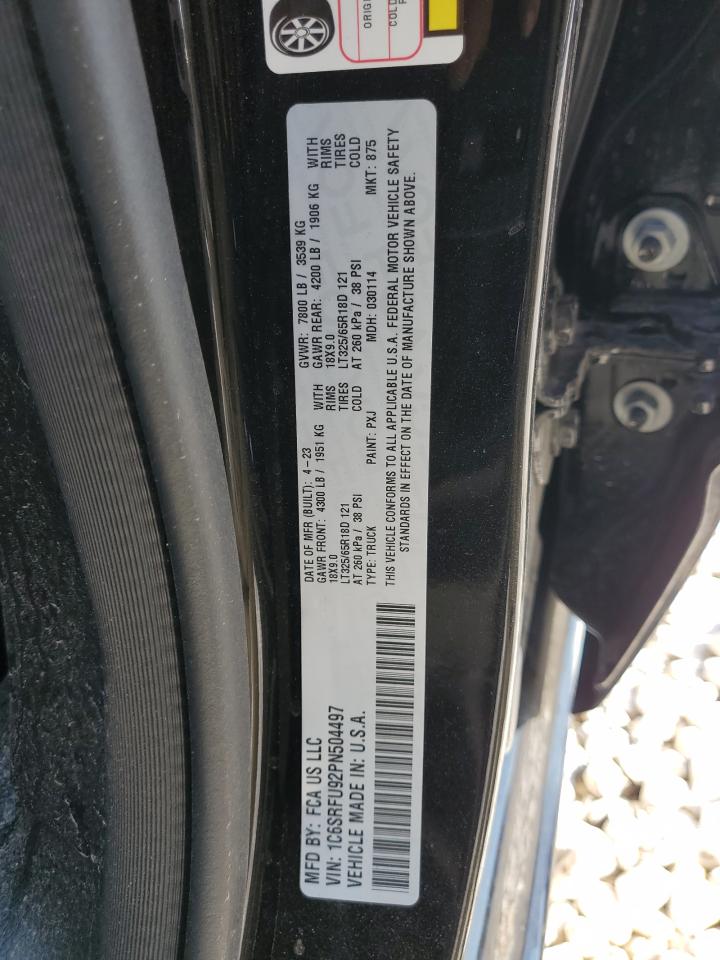 ORIGI
COLD
MFD BY: FCA US LLC
VIN: 1C6SRFU92PN504497
VEHICLE MADE IN: U.S.A.
DATE OF MFR (BUILT): 4-23 GVWR: 7800 LB / 3539 KG
GAWR FRONT: 4300 LB / 1951 KG WITH GAWR REAR: 4200 LB / 1906 KG WITH
18X9.0 RIMS 18X9.0 RIMS
LT325/65R18D 121 TIRES LT325/65R18D 121 TIRES
AT 260 kPa / 38 PSI COLD AT 260 kPa / 38 PSI COLD
TYPE: TRUCK PAINT: PXJ MDH: 030114 MKT: 875
THIS VEHICLE CONFORMS TO ALL APPLICABLE U.S.A. FEDERAL MOTOR VEHICLE SAFETY
STANDARDS IN EFFECT ON THE DATE OF MANUFACTURE SHOWN ABOVE.